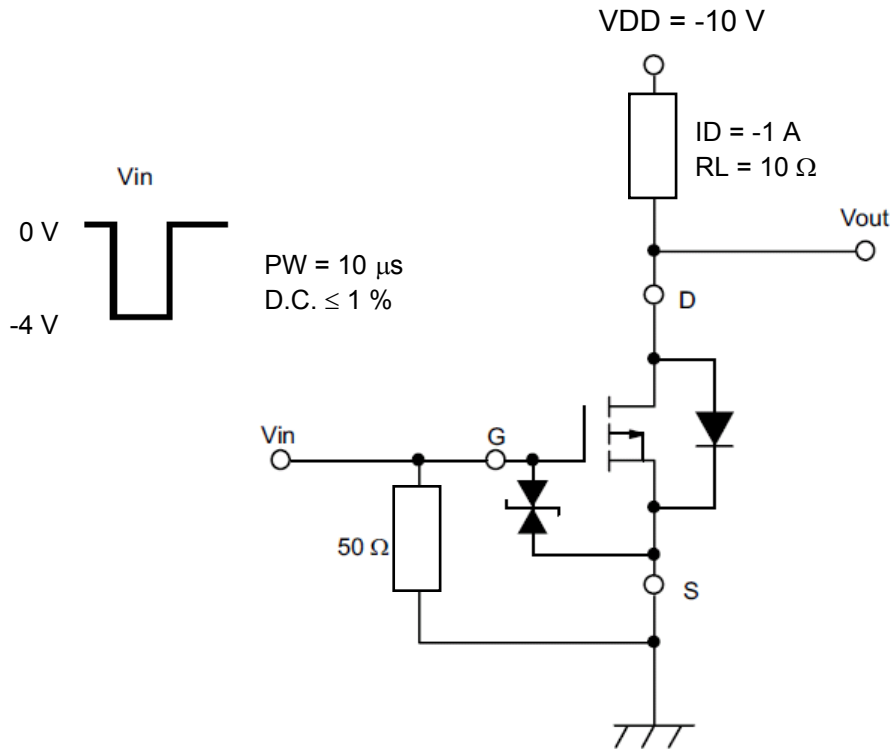 VDD = -10 V
ID = -1 A
RL = 10 Ω
Vin
0 V
Vout
PW = 10 μs
D.C. ≤ 1 %
-4 V
D
Vin
G
50 Ω
S